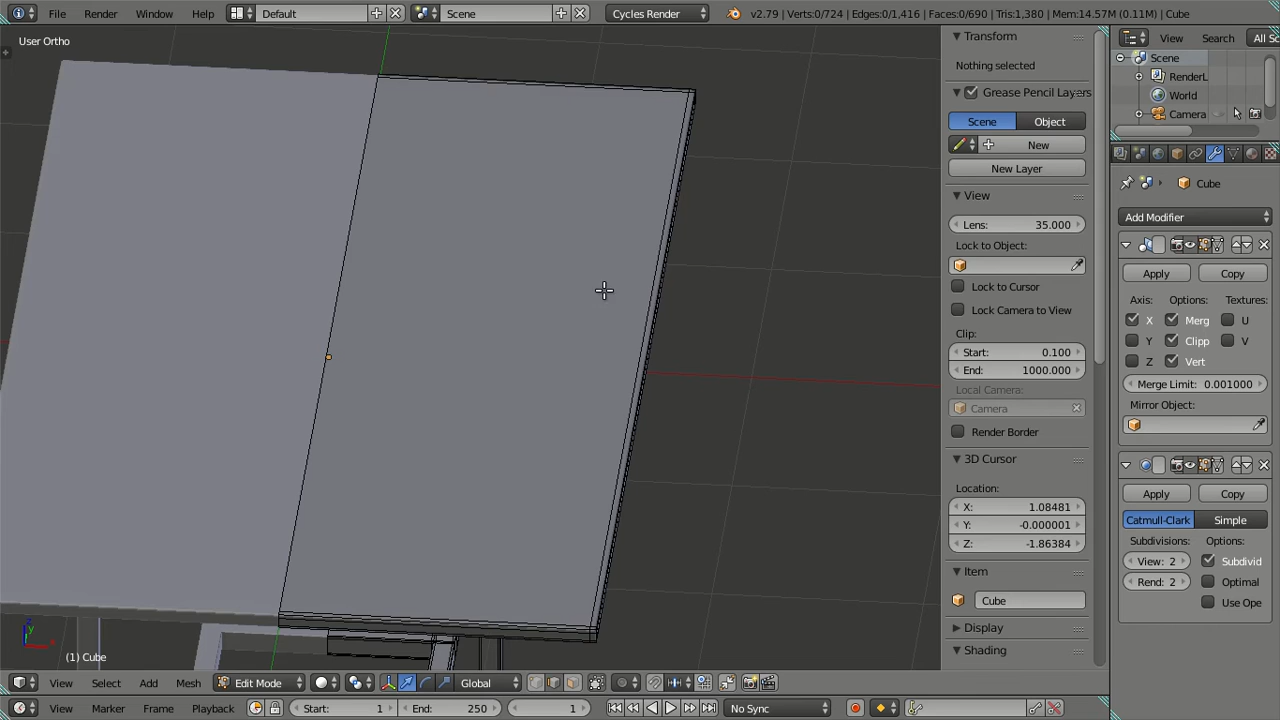 File Render Window Help Default Scene Cycles Render v2.79 | Verts:0/724 | Edges:0/1,416 | Faces:0/690 | Tris:1,380 | Mem:14.57M (0.11M) | Cube
User Ortho
Transform
Nothing selected
Grease Pencil Layers
Scene Object
New
New Layer
View
Lens: 35.000
Lock to Object:
Lock to Cursor
Lock Camera to View
Clip:
Start: 0.100
End: 1000.000
Local Camera:
Camera
Render Border
3D Cursor
Location:
X: 1.08481
Y: -0.000001
Z: -1.86384
Item
Cube
Display
Shading
View Search All Sc
Scene
RenderL
World
Camera
Cube
Add Modifier
Apply Copy
Axis: Options: Textures:
X Merg U
Y Clipp V
Z Vert
Merge Limit: 0.001000
Mirror Object:
Apply Copy
Catmull-Clark Simple
Subdivisions: Options:
View: 2 Subdivid
Rend: 2 Optimal
Use Ope
z
y
x
(1) Cube
View Select Add Mesh Edit Mode Global
View Marker Frame Playback Start: 1 End: 250 1 No Sync